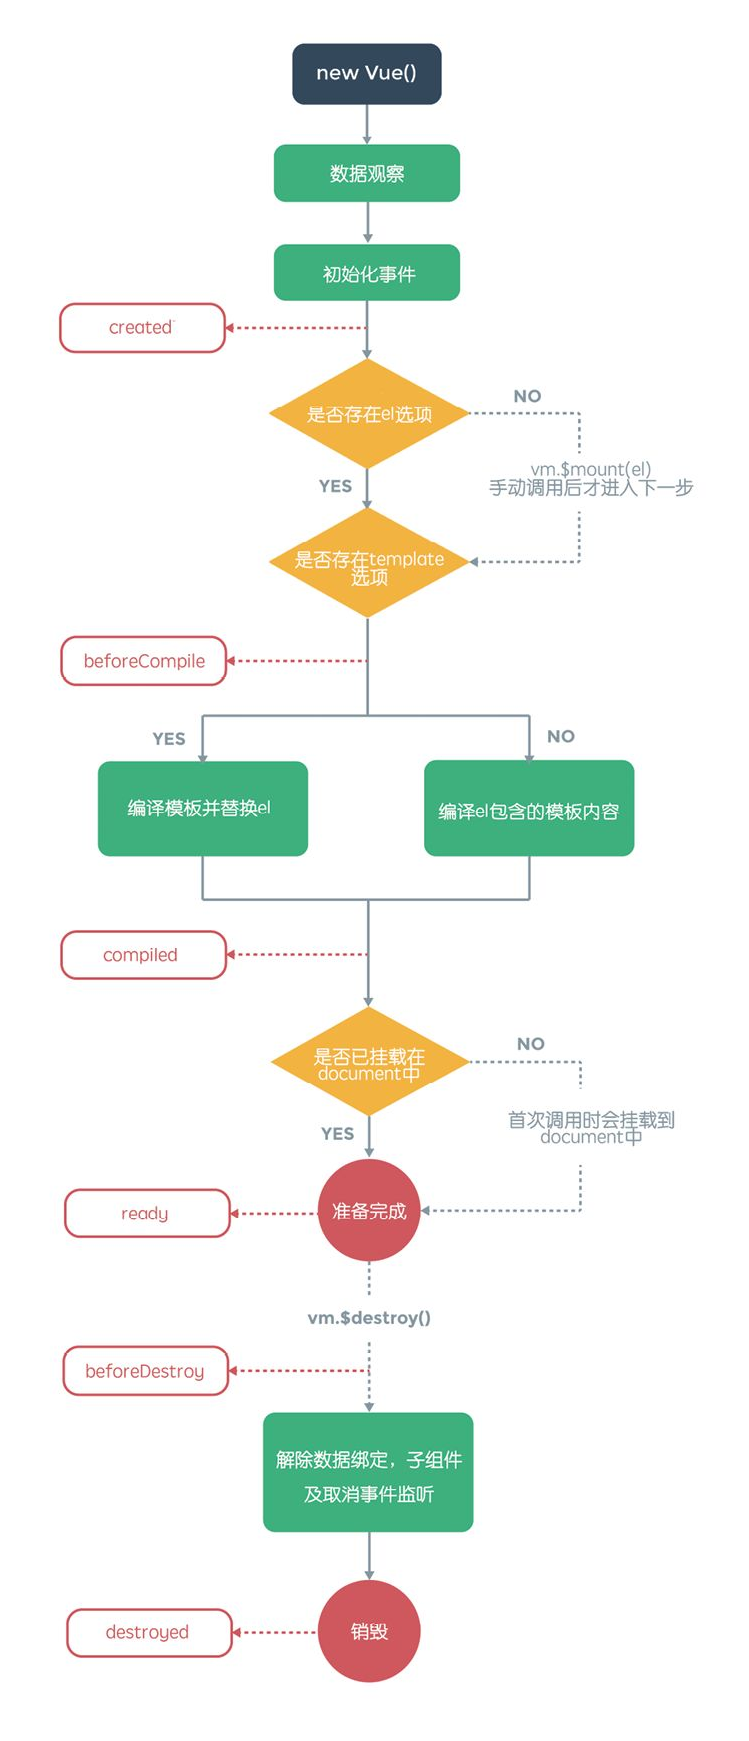 new Vue()
数据观察
初始化事件
created
是否存在el选项
NO
vm.$mount(el)
手动调用后才进入下一步
YES
是否存在template
选项
beforeCompile
YES
NO
编译模板并替换el
编译el包含的模板内容
compiled
是否已挂载在
document中
NO
首次调用时会挂载到
document中
YES
准备完成
ready
vm.$destroy()
beforeDestroy
解除数据绑定，子组件
及取消事件监听
销毁
destroyed